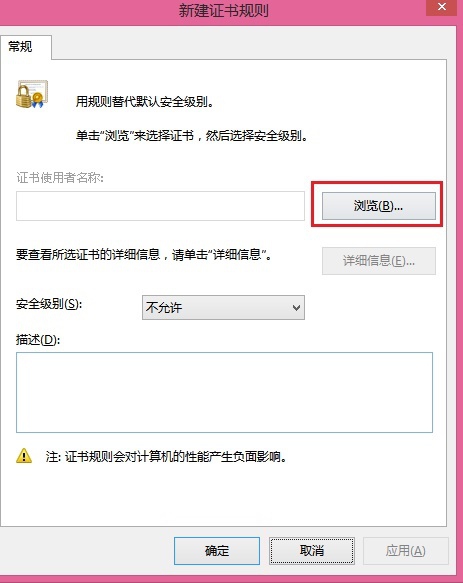 新建证书规则
常规
用规则替代默认安全级别。
单击“浏览”来选择证书，然后选择安全级别。
证书使用者名称:
浏览(B)...
要查看所选证书的详细信息，请单击“详细信息”。
详细信息(E)...
安全级别(S):
不允许
描述(D):
注: 证书规则会对计算机的性能产生负面影响。
确定
取消
应用(A)